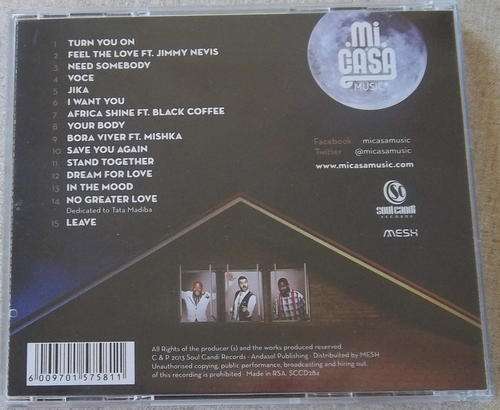 mi
CASA
MUSIC
1 TURN YOU ON
2 FEEL THE LOVE FT. JIMMY NEVIS
3 NEED SOMEBODY
4 VOCE
5 JIKA
6 I WANT YOU
7 AFRICA SHINE FT. BLACK COFFEE
8 YOUR BODY
9 BORA VIVER FT. MISHKA
10 SAVE YOU AGAIN
11 STAND TOGETHER
12 DREAM FOR LOVE
13 IN THE MOOD
14 NO GREATER LOVE
Dedicated to Tata Madiba
15 LEAVE
Facebook micasamusic
Twitter @micasamusic
www.micasamusic.com
SOUL CANDI
RECORDS
MESH
All Rights of the producer (s) and the works produced reserved.
C & P 2013 Soul Candi Records - Andasol Publishing - Distribuited by MESH
Unauthorised copying, public performance, broadcasting and hiring out,
of this recording is prohibited - Made in RSA. SCCD282
6 009701 575811